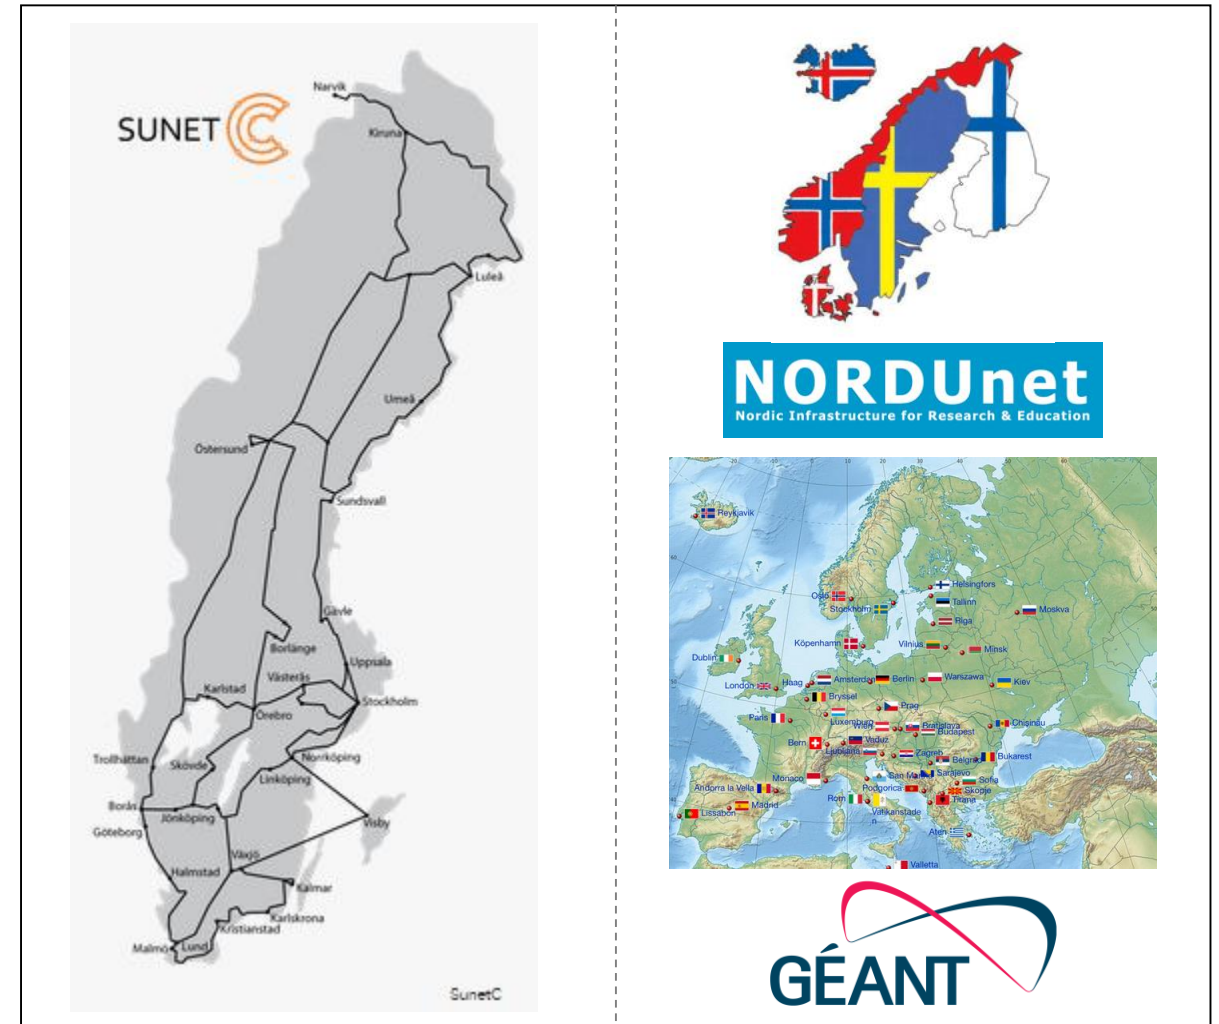 Narvik
SUNET
Kiruna
Luleå
Umeå
Östersund
Sundsvall
Gävle
Borlänge
Uppsala
Västerås
Karlstad
Stockholm
Örebro
Trollhättan
Skövde
Norrköping
Linköping
Borås
Jönköping
Göteborg
Visby
Växjö
Halmstad
Kalmar
Karlskrona
Kristianstad
Malmö
Lund
SunetC
NORDUnet
Nordic Infrastructure for Research & Education
Reykjavik
Helsingfors
Oslo
Tallinn
Stockholm
Moskva
Riga
Köpenhamn
Vilnius
Minsk
Dublin
London
Haag
Amsterdam
Berlin
Warszawa
Kiev
Bryssel
Prag
Paris
Luxemburg
Wien
Bratislava
Chisinau
Budapest
Bern
Vaduz
Ljubljana
Zagreb
Belgrad
Bukarest
Monaco
San Marino
Sarajevo
Sofia
Andorra la Vella
Podgorica
Skopje
Rom
Tirana
Madrid
Lissabon
Vatikanstade
n
Aten
Valletta
GÉANT